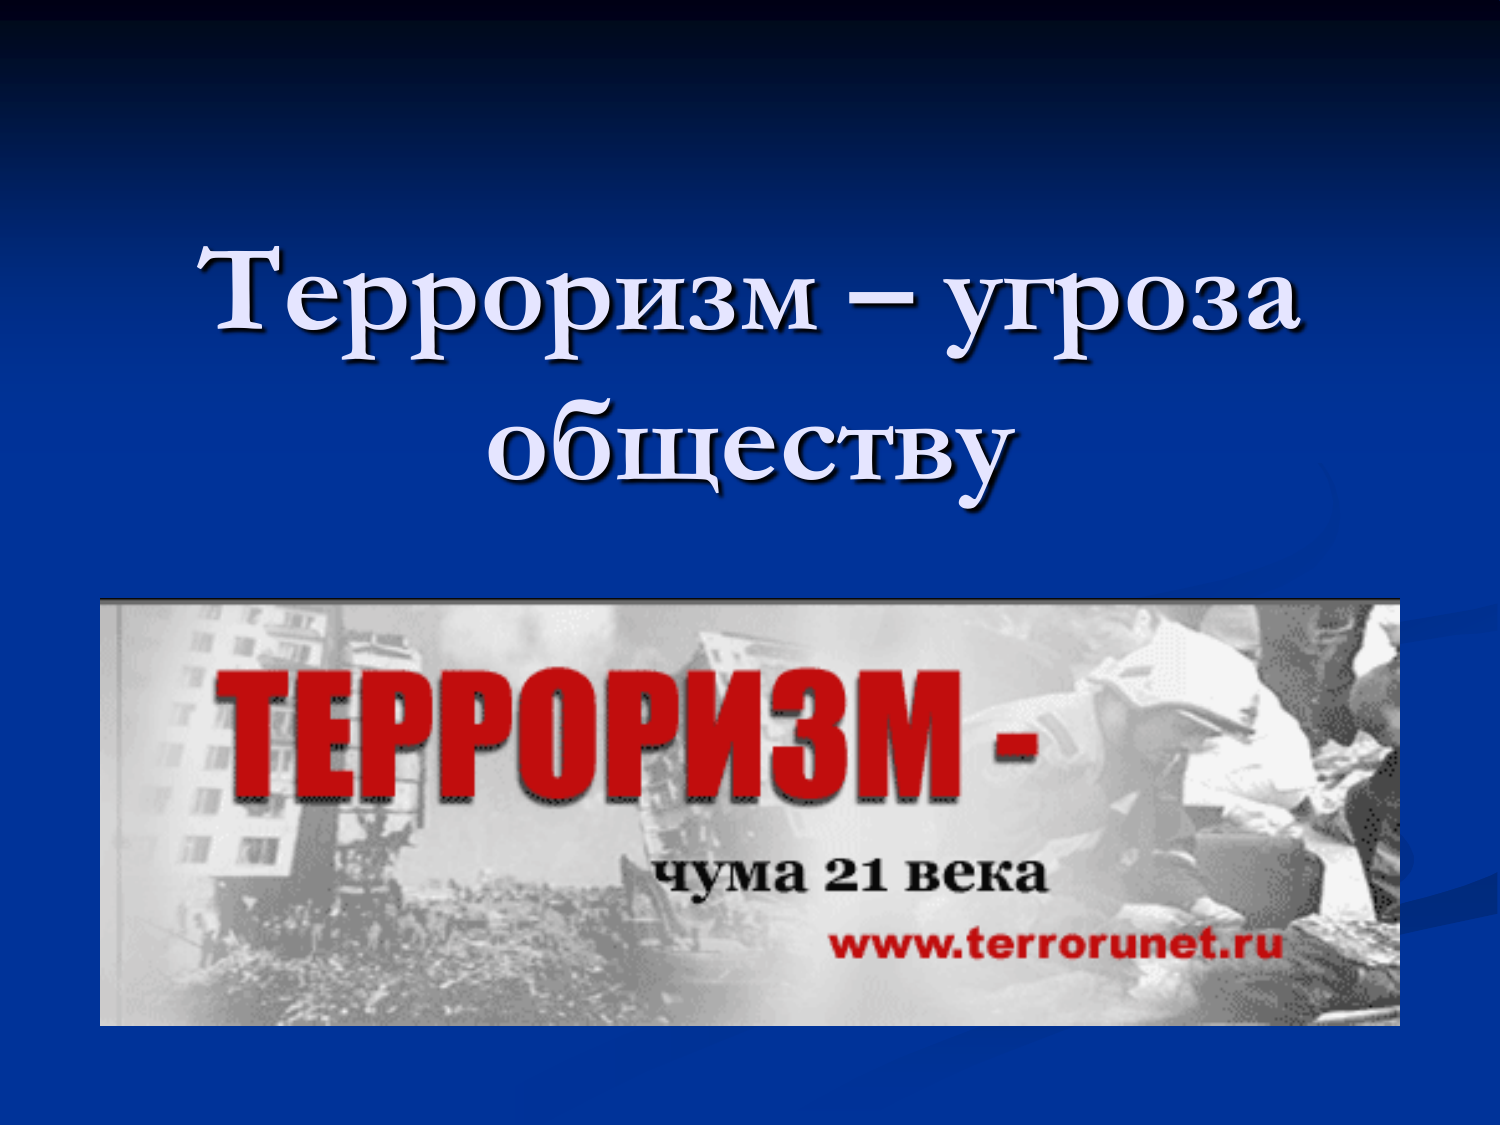 Терроризм – угроза
обществу
ТЕРРОРИЗМ -
чума 21 века
www.terrorunet.ru